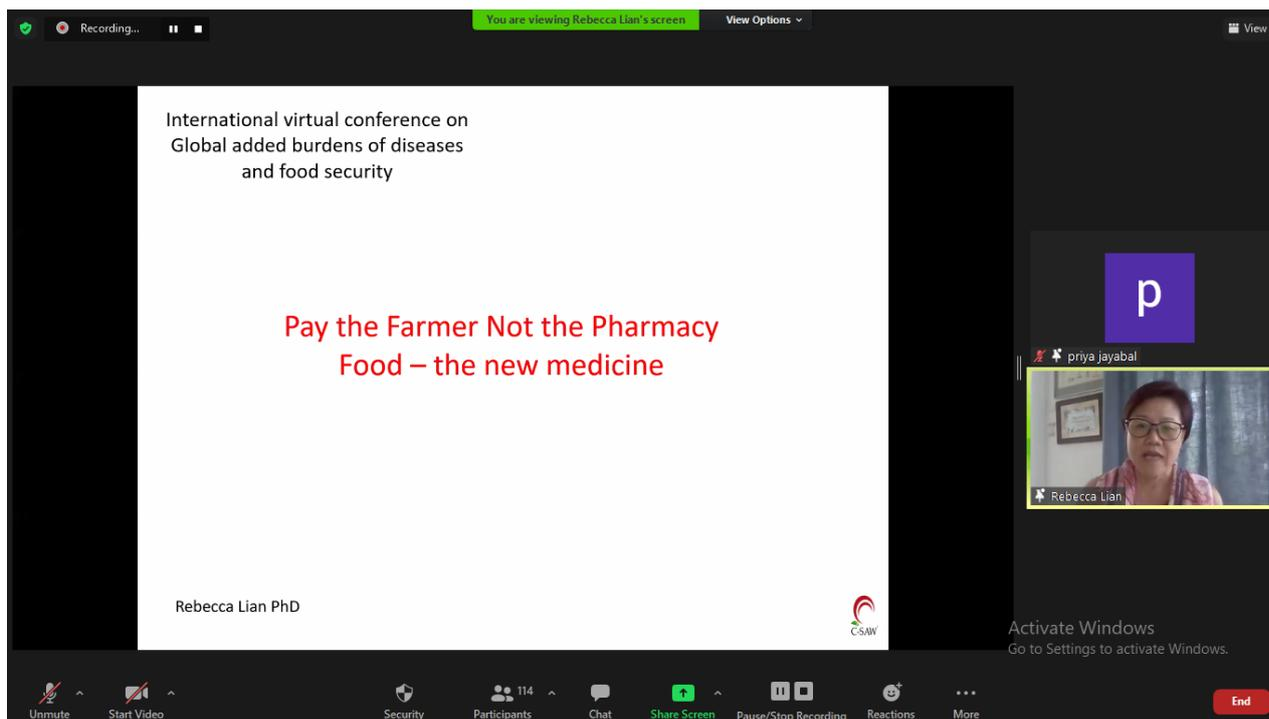 Recording...
You are viewing Rebecca Lian's screen
View Options
View
International virtual conference on
Global added burdens of diseases
and food security
Pay the Farmer Not the Pharmacy
Food – the new medicine
Rebecca Lian PhD
C-SAW
p
priya jayabal
Rebecca Lian
Activate Windows
Go to Settings to activate Windows.
Unmute
Start Video
Security
114
Participants
Chat
Share Screen
Pause/Stop Recording
Reactions
More
End